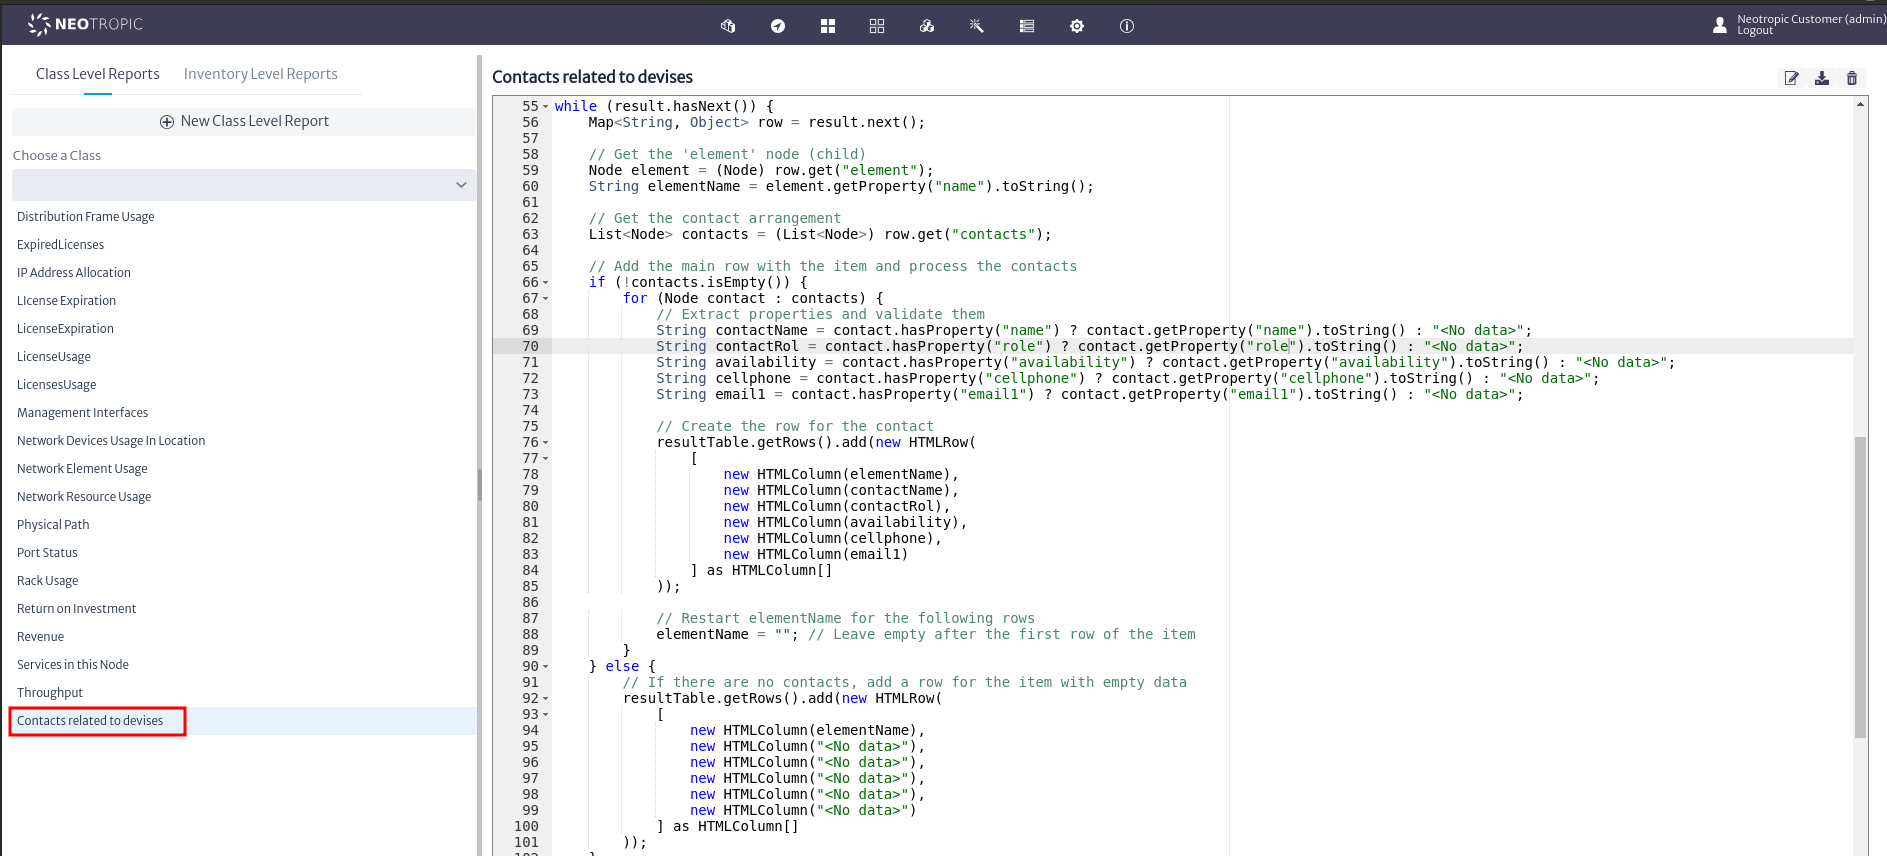 NEOTROPIC
Neotropic Customer (admin)
Logout
Class Level Reports
Inventory Level Reports
New Class Level Report
Choose a Class
Distribution Frame Usage
ExpiredLicenses
IP Address Allocation
LIcense Expiration
LicenseExpiration
LicenseUsage
LicensesUsage
Management Interfaces
Network Devices Usage In Location
Network Element Usage
Network Resource Usage
Physical Path
Port Status
Rack Usage
Return on Investment
Revenue
Services in this Node
Throughput
Contacts related to devises
Contacts related to devises
55 while (result.hasNext()) {
56     Map<String, Object> row = result.next();
57
58     // Get the 'element' node (child)
59     Node element = (Node) row.get("element");
60     String elementName = element.getProperty("name").toString();
61
62     // Get the contact arrangement
63     List<Node> contacts = (List<Node>) row.get("contacts");
64
65     // Add the main row with the item and process the contacts
66     if (!contacts.isEmpty()) {
67         for (Node contact : contacts) {
68             // Extract properties and validate them
69             String contactName = contact.hasProperty("name") ? contact.getProperty("name").toString() : "<No data>";
70             String contactRol = contact.hasProperty("role") ? contact.getProperty("role").toString() : "<No data>";
71             String availability = contact.hasProperty("availability") ? contact.getProperty("availability").toString() : "<No data>";
72             String cellphone = contact.hasProperty("cellphone") ? contact.getProperty("cellphone").toString() : "<No data>";
73             String email1 = contact.hasProperty("email1") ? contact.getProperty("email1").toString() : "<No data>";
74
75             // Create the row for the contact
76             resultTable.getRows().add(new HTMLRow(
77                 [
78                     new HTMLColumn(elementName),
79                     new HTMLColumn(contactName),
80                     new HTMLColumn(contactRol),
81                     new HTMLColumn(availability),
82                     new HTMLColumn(cellphone),
83                     new HTMLColumn(email1)
84                 ] as HTMLColumn[]
85             ));
86
87             // Restart elementName for the following rows
88             elementName = ""; // Leave empty after the first row of the item
89         }
90     } else {
91         // If there are no contacts, add a row for the item with empty data
92         resultTable.getRows().add(new HTMLRow(
93             [
94                 new HTMLColumn(elementName),
95                 new HTMLColumn("<No data>"),
96                 new HTMLColumn("<No data>"),
97                 new HTMLColumn("<No data>"),
98                 new HTMLColumn("<No data>"),
99                 new HTMLColumn("<No data>")
100             ] as HTMLColumn[]
101         ));